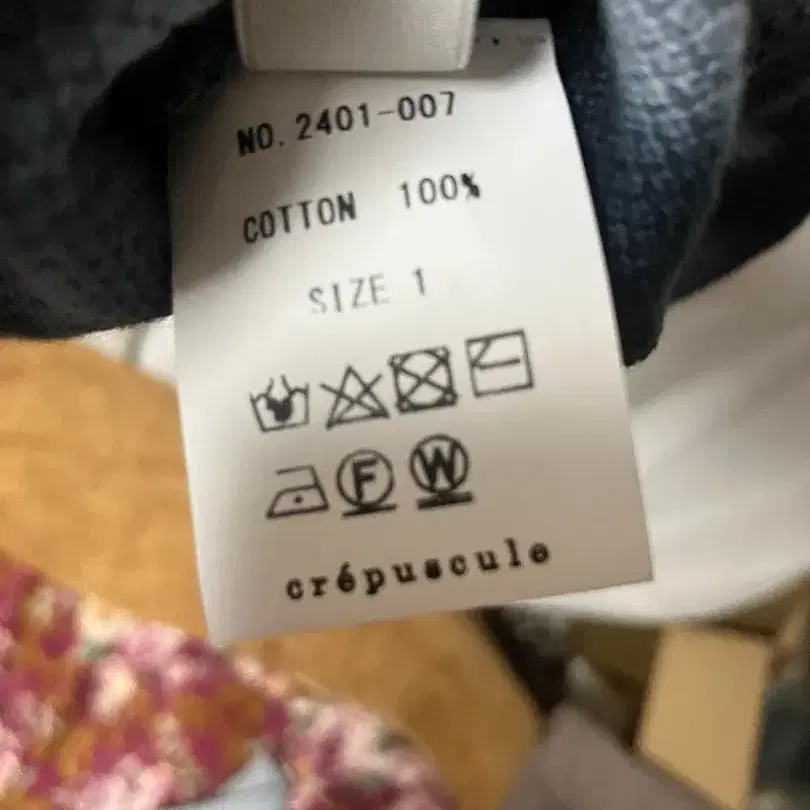 NO. 2401-007
COTTON 100%
SIZE 1
F W
crépuscule